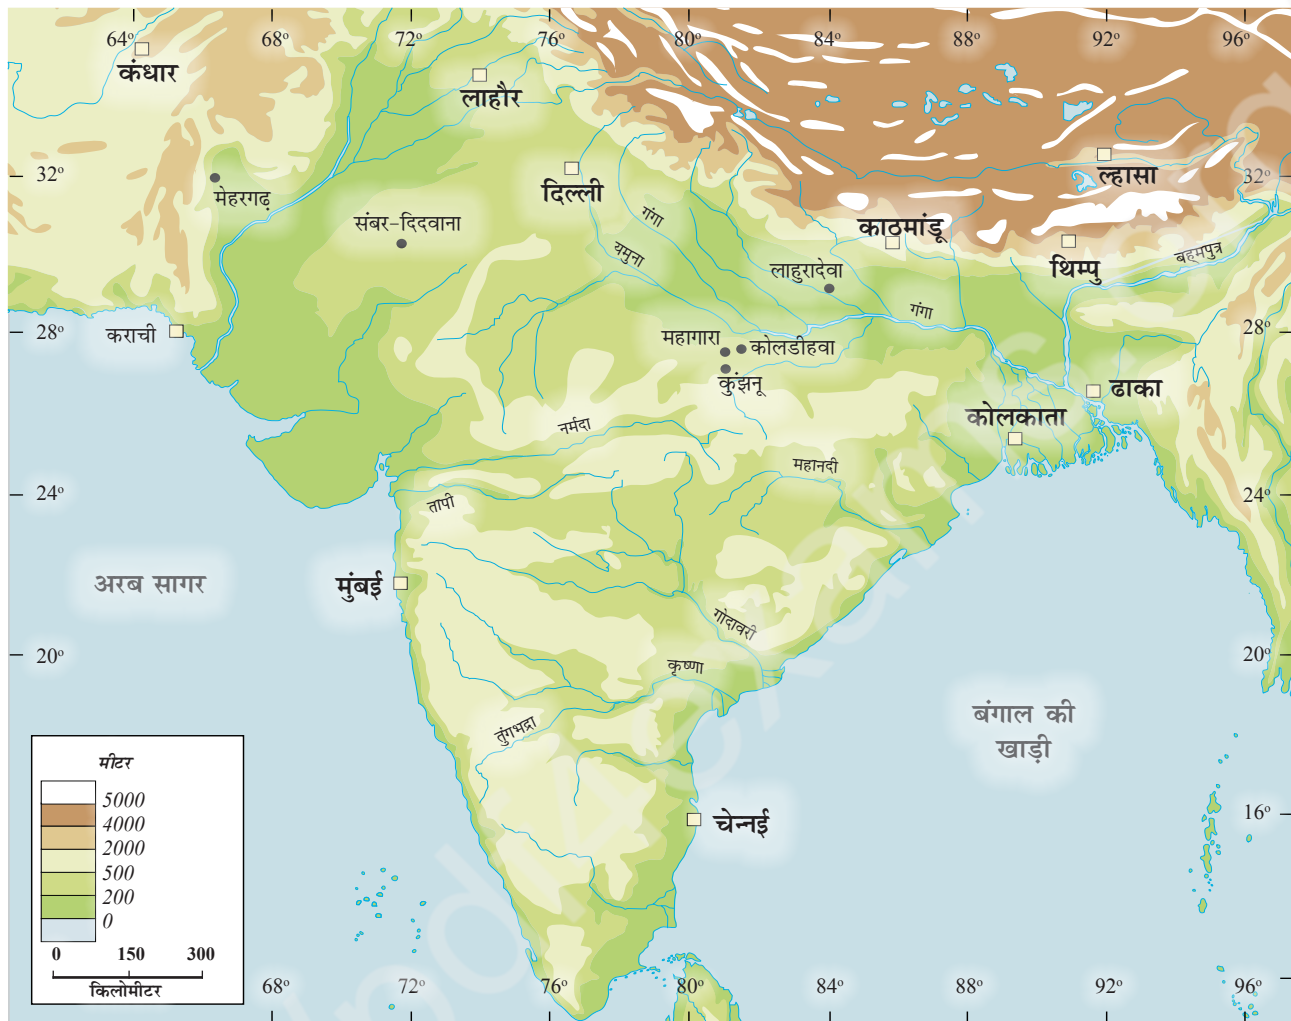 64° 68° 72° 76° 80° 84° 88° 92° 96°
कंधार
लाहौर
32° 32°
मेहरगढ़
दिल्ली
ल्हासा
संबर-दिदवाना
गंगा
काठमांडू
थिम्पु
बह्मपुत्र
यमुना
लाहुरादेवा
गंगा
कराची
28° 28°
महागारा
कोलडीहवा
कुंझनू
ढाका
कोलकाता
नर्मदा
महानदी
24° 24°
तापी
अरब सागर
मुंबई
गोदावरी
20° 20°
कृष्णा
तुंगभद्रा
बंगाल की
खाड़ी
मीटर
5000
4000
2000
500
200
0
16°
चेन्नई
0 150 300
किलोमीटर
68° 72° 76° 80° 84° 88° 92° 96°